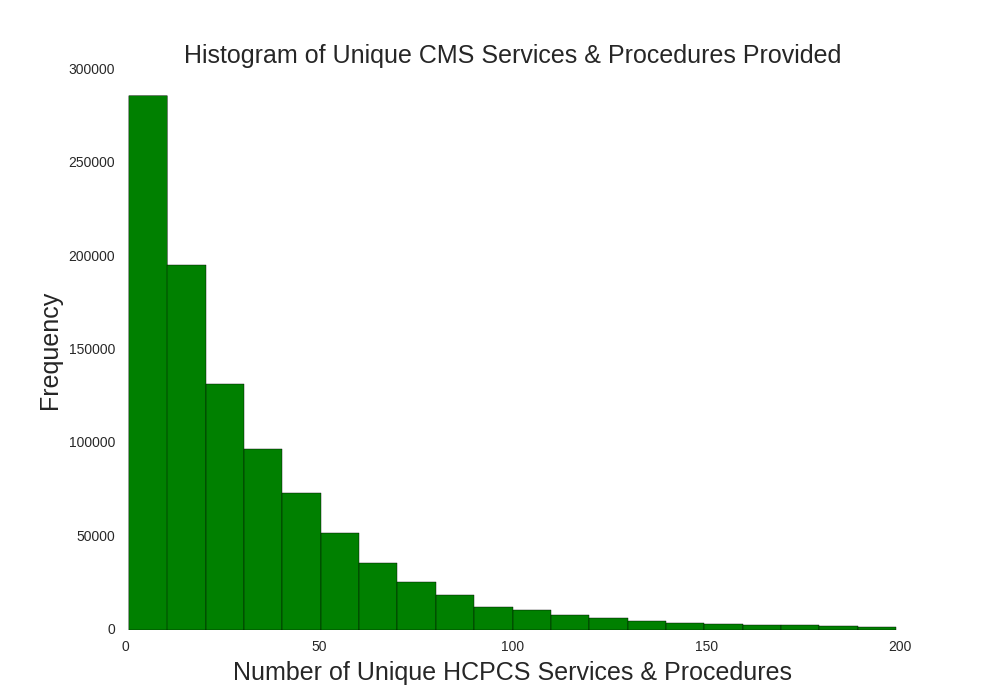 Histogram of Unique CMS Services & Procedures Provided
300000
250000
200000
150000
100000
50000
0
Frequency
0 50 100 150 200
Number of Unique HCPCS Services & Procedures